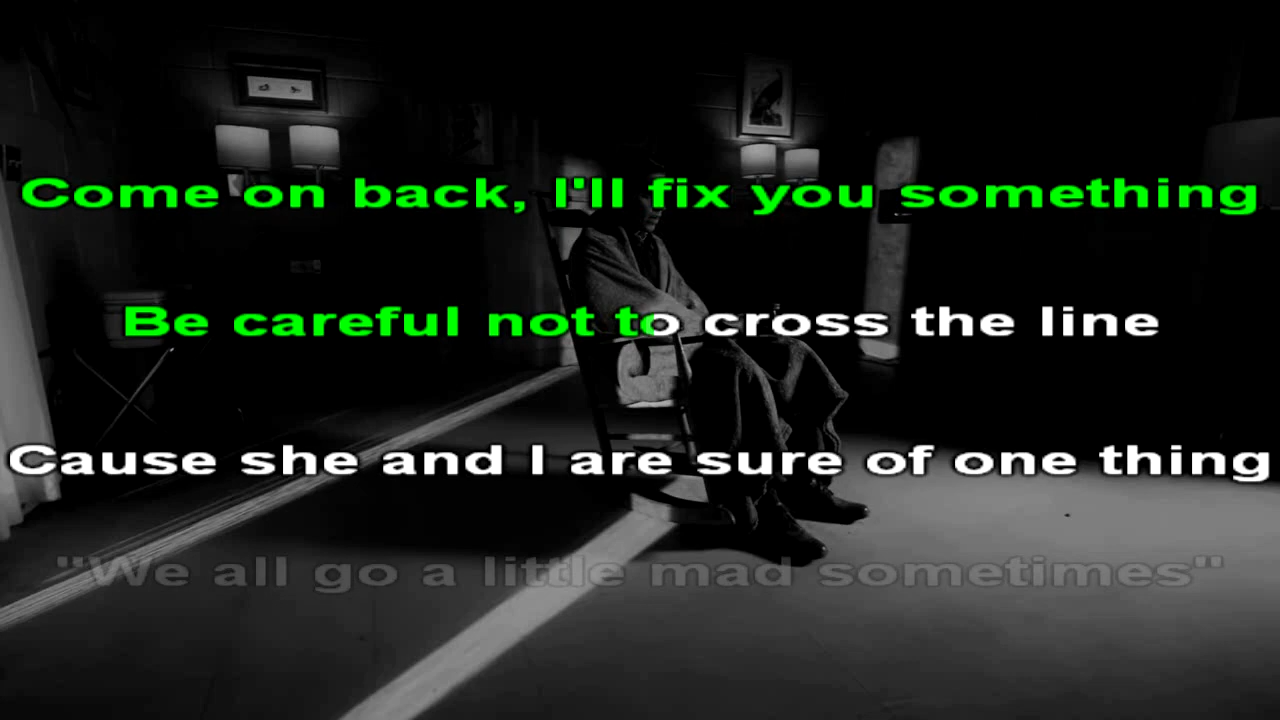 Come on back, I'll fix you something
Be careful not to cross the line
Cause she and I are sure of one thing
"We all go a little mad sometimes"